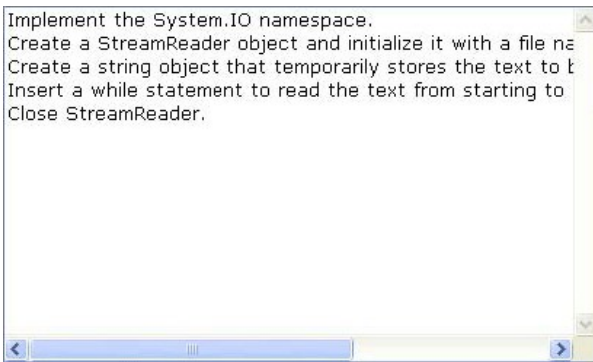 Implement the System.IO namespace.
Create a StreamReader object and initialize it with a file
Create a string object that temporarily stores the text to
Insert a while statement to read the text from starting to
Close StreamReader.